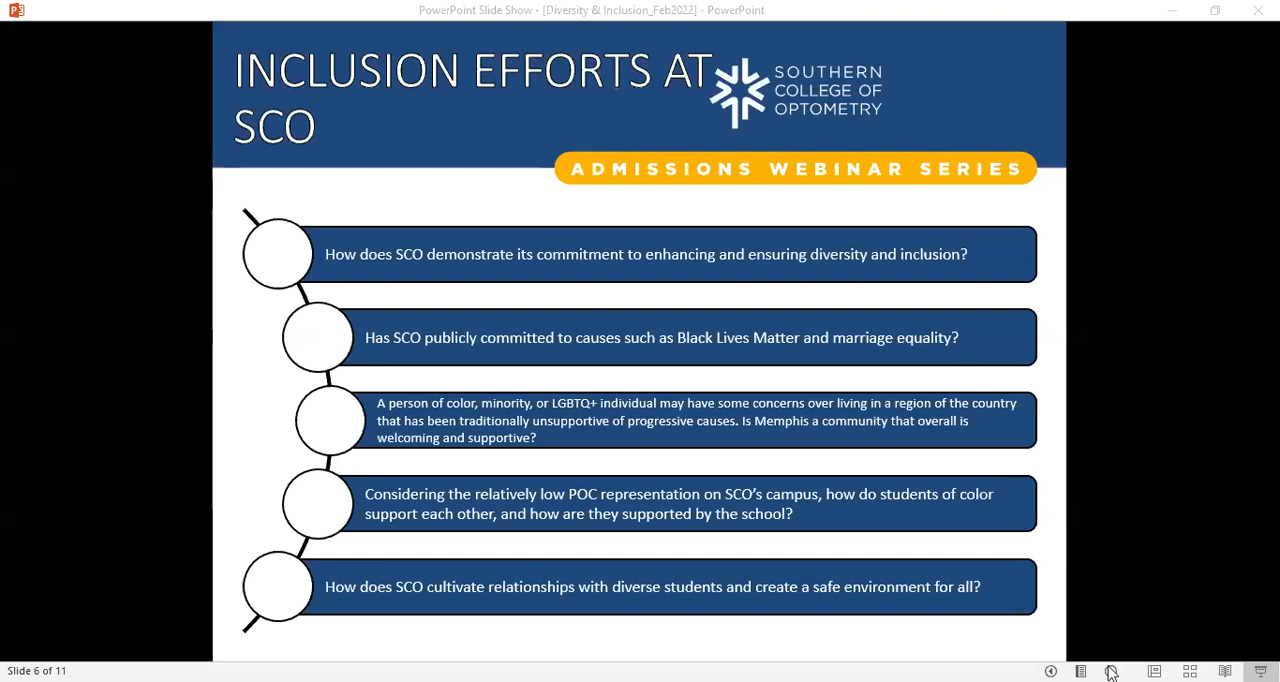 PowerPoint Slide Show - [Diversity & Inclusion_Feb2022] - PowerPoint
INCLUSION EFFORTS AT
SCO
SOUTHERN
COLLEGE OF
OPTOMETRY
ADMISSIONS WEBINAR SERIES
How does SCO demonstrate its commitment to enhancing and ensuring diversity and inclusion?
Has SCO publicly committed to causes such as Black Lives Matter and marriage equality?
A person of color, minority, or LGBTQ+ individual may have some concerns over living in a region of the country
that has been traditionally unsupportive of progressive causes. Is Memphis a community that overall is
welcoming and supportive?
Considering the relatively low POC representation on SCO's campus, how do students of color
support each other, and how are they supported by the school?
How does SCO cultivate relationships with diverse students and create a safe environment for all?
Slide 6 of 11